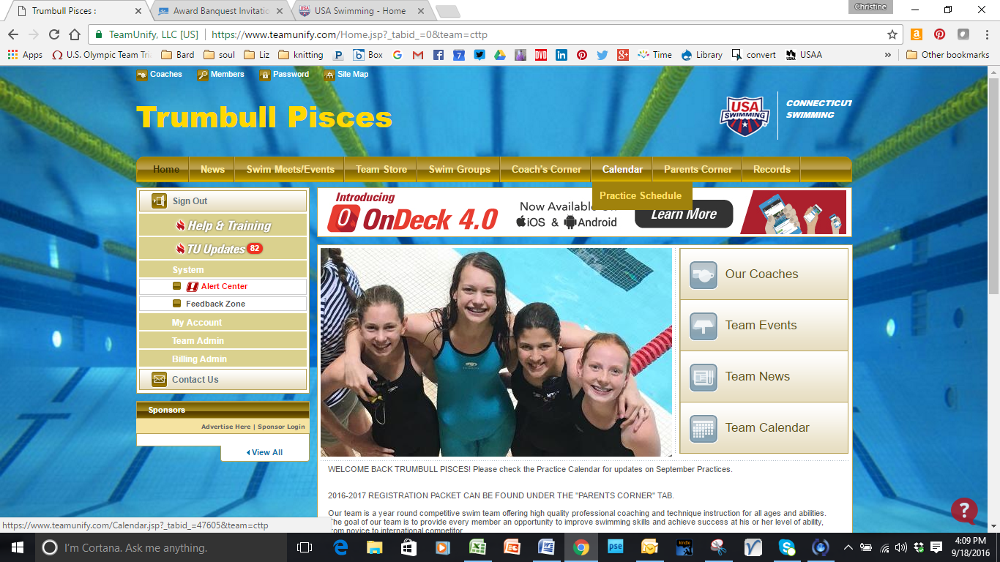 Trumbull Pisces :
Award Banquest Invitatio
USA Swimming - Home
Christine
TeamUnify, LLC [US]
https://www.teamunify.com/Home.jsp?_tabid_=0&team=cttp
Apps
U.S. Olympic Team Tria
Bard
soul
Liz
knitting
Box
7
DVD
Time
Library
convert
USAA
»
Other bookmarks
Coaches
Members
Password
Site Map
Trumbull Pisces
USA
SWIMMING
CONNECTICUT
SWIMMING
Home
News
Swim Meets/Events
Team Store
Swim Groups
Coach's Corner
Calendar
Parents Corner
Records
Practice Schedule
Sign Out
Help & Training
TU Updates 82
System
Alert Center
Feedback Zone
My Account
Team Admin
Billing Admin
Contact Us
Sponsors
Advertise Here | Sponsor Login
View All
Introducing
OnDeck 4.0
Now Available
iOS & Android
Learn More
Our Coaches
Team Events
Team News
Team Calendar
WELCOME BACK TRUMBULL PISCES! Please check the Practice Calendar for updates on September Practices.
2016-2017 REGISTRATION PACKET CAN BE FOUND UNDER THE "PARENTS CORNER" TAB.
Our team is a year round competitive swim team offering high quality professional coaching and technique instruction for all ages and abilities.
The goal of our team is to provide every member an opportunity to improve swimming skills and achieve success at his or her level of ability,
from novice to international competitor.
?
https://www.teamunify.com/Calendar.jsp?_tabid_=47605&team=cttp
I'm Cortana. Ask me anything.
pse
kindle
4:09 PM
9/18/2016